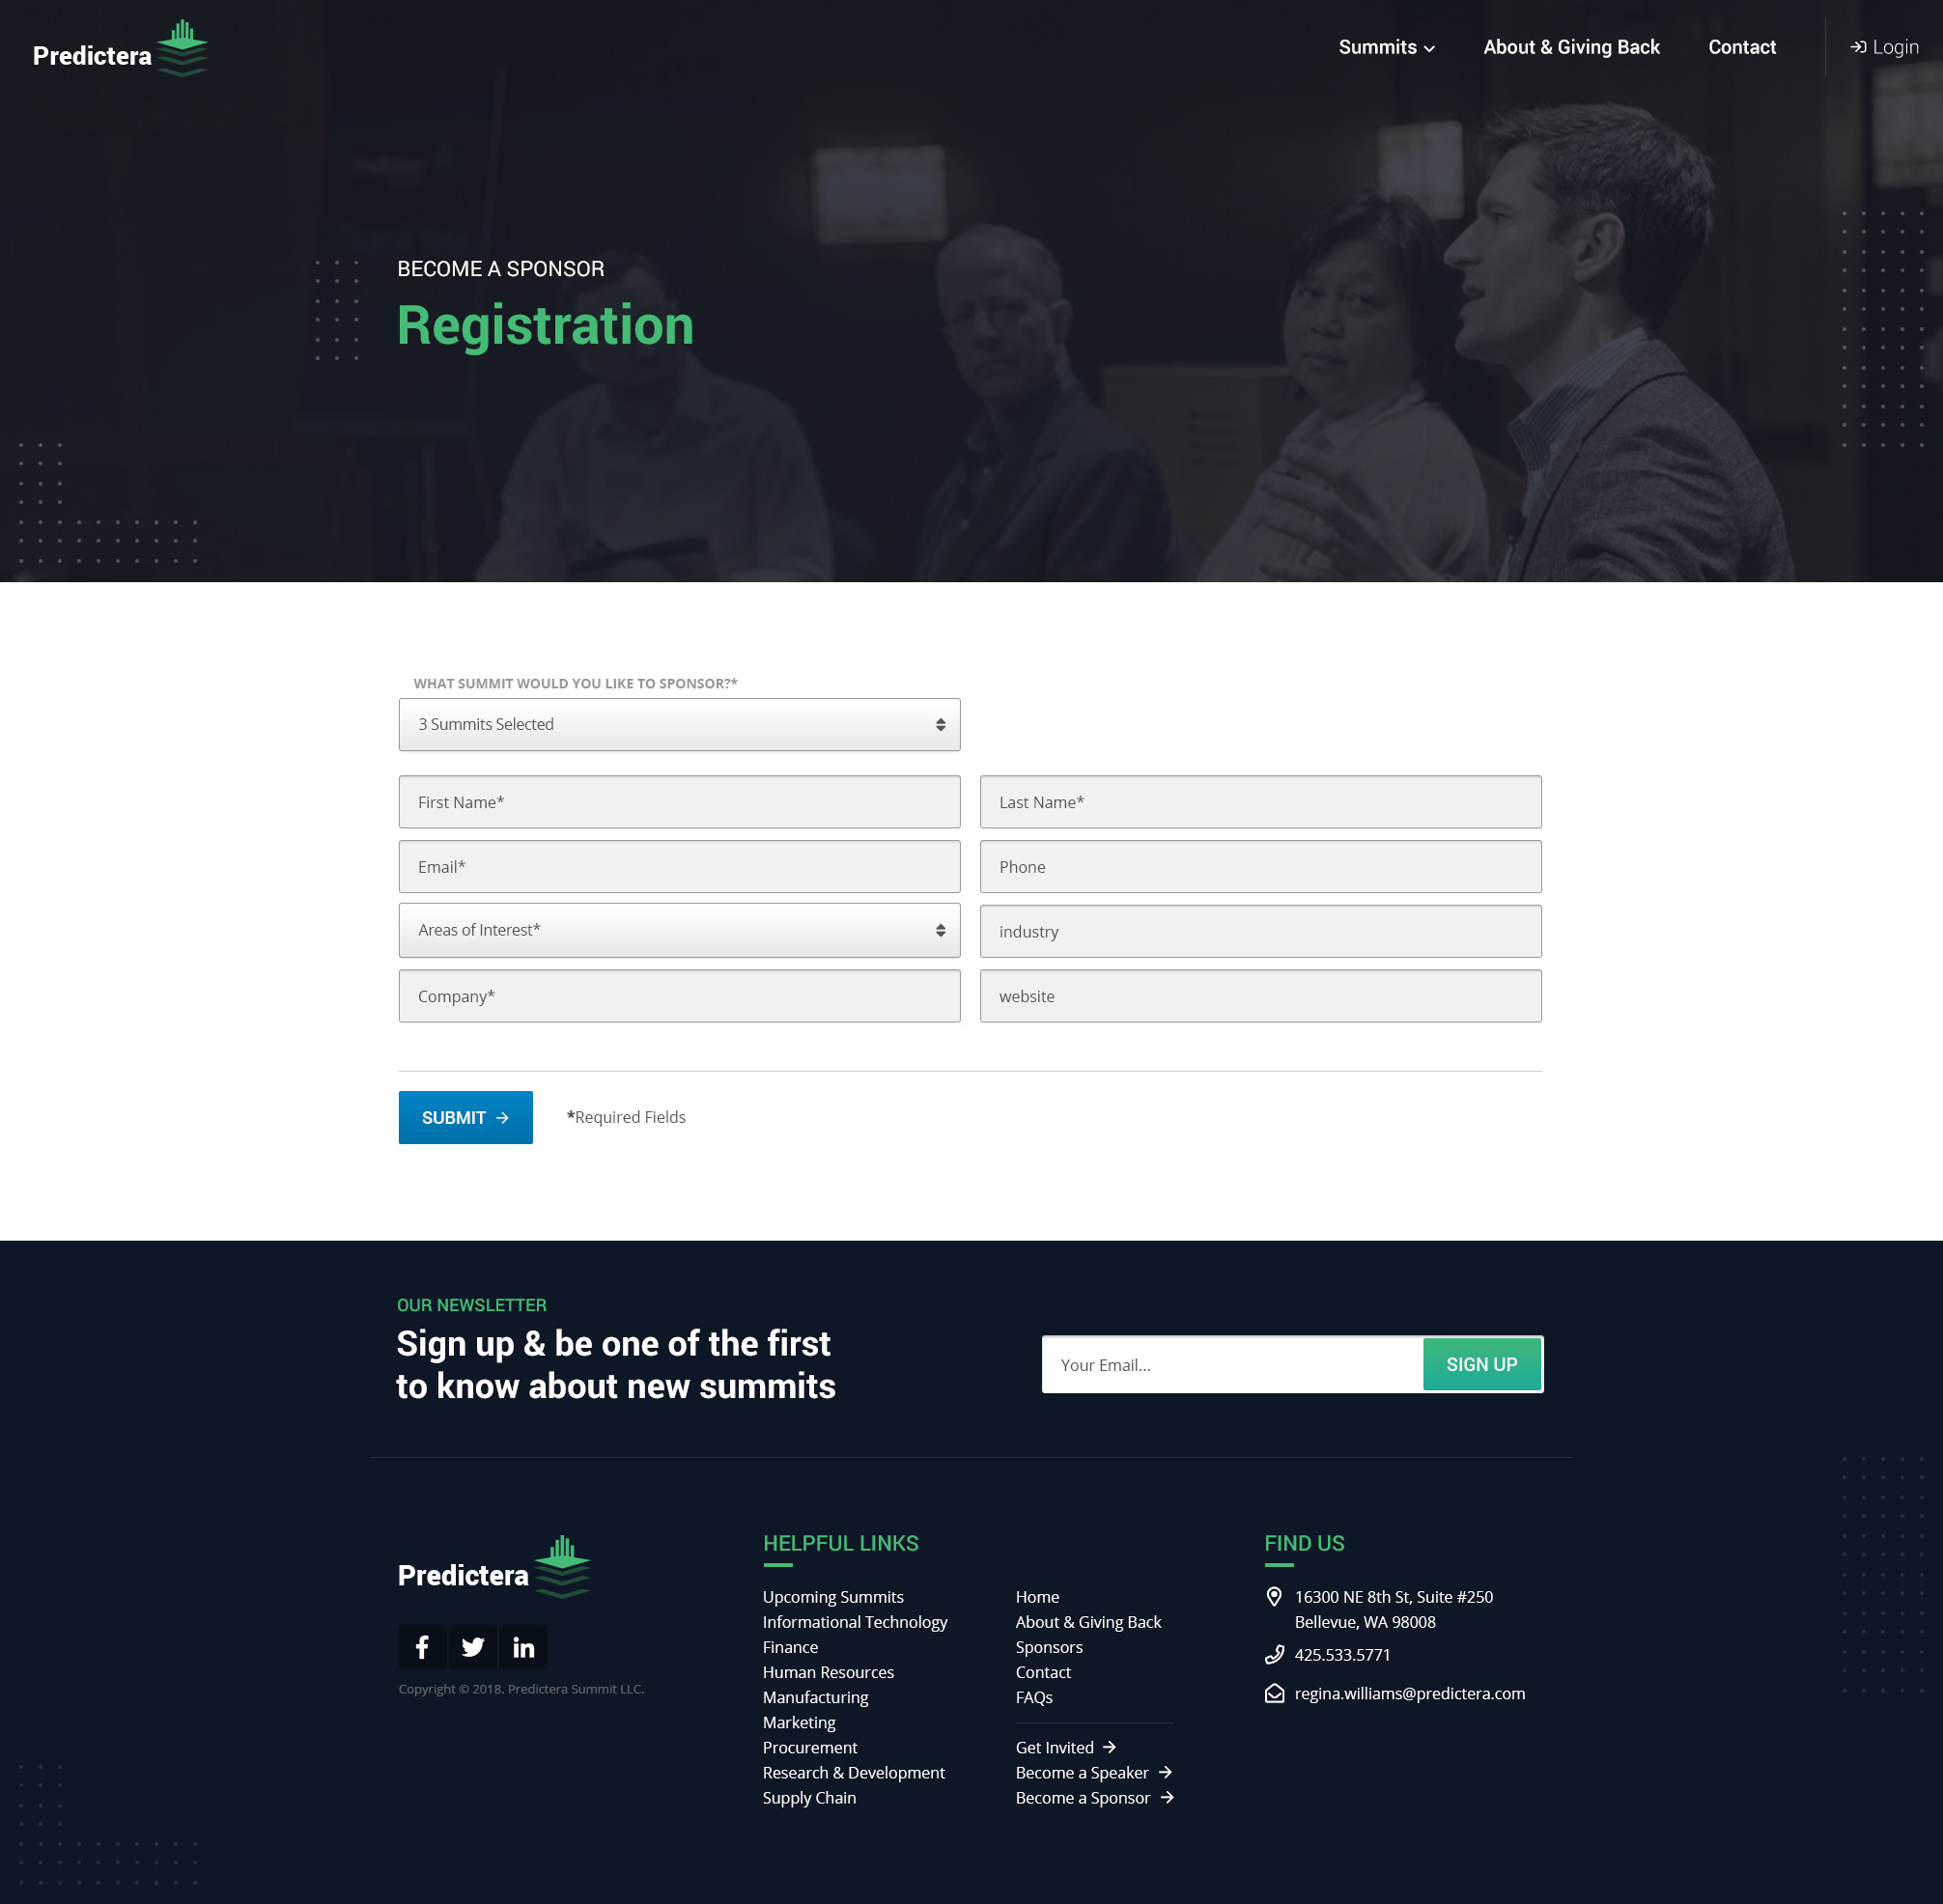 Predictera
Summits
About & Giving Back
Contact
Login
BECOME A SPONSOR
Registration
WHAT SUMMIT WOULD YOU LIKE TO SPONSOR?*
3 Summits Selected
First Name*
Last Name*
Email*
Phone
Areas of Interest*
industry
Company*
website
SUBMIT
*Required Fields
OUR NEWSLETTER
Sign up & be one of the first
to know about new summits
Your Email...
SIGN UP
Predictera
Copyright © 2018. Predictera Summit LLC.
HELPFUL LINKS
Upcoming Summits
Informational Technology
Finance
Human Resources
Manufacturing
Marketing
Procurement
Research & Development
Supply Chain
Home
About & Giving Back
Sponsors
Contact
FAQs
Get Invited
Become a Speaker
Become a Sponsor
FIND US
16300 NE 8th St, Suite #250
Bellevue, WA 98008
425.533.5771
regina.williams@predictera.com